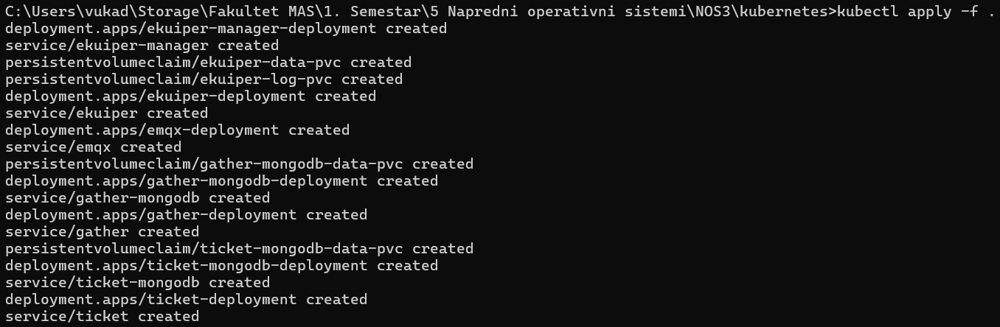 C:\Users\vukad\Storage\Fakultet MAS\1. Semestar\5 Napredni operativni sistemi\NOS3\kubernetes>kubectl apply -f .
deployment.apps/ekuiper-manager-deployment created
service/ekuiper-manager created
persistentvolumeclaim/ekuiper-data-pvc created
persistentvolumeclaim/ekuiper-log-pvc created
deployment.apps/ekuiper-deployment created
service/ekuiper created
deployment.apps/emqx-deployment created
service/emqx created
persistentvolumeclaim/gather-mongodb-data-pvc created
deployment.apps/gather-mongodb-deployment created
service/gather-mongodb created
deployment.apps/gather-deployment created
service/gather created
persistentvolumeclaim/ticket-mongodb-data-pvc created
deployment.apps/ticket-mongodb-deployment created
service/ticket-mongodb created
deployment.apps/ticket-deployment created
service/ticket created